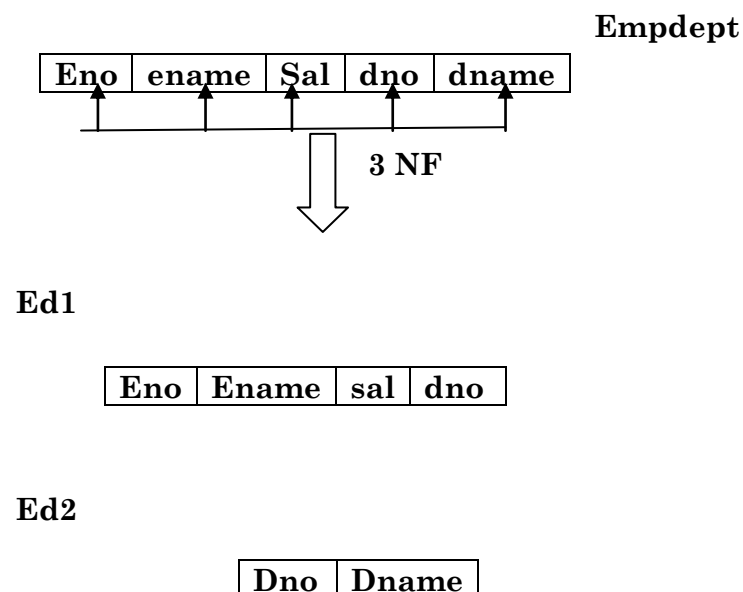 Empdept
Eno ename Sal dno dname
3 NF
Ed1
Eno Ename sal dno
Ed2
Dno Dname